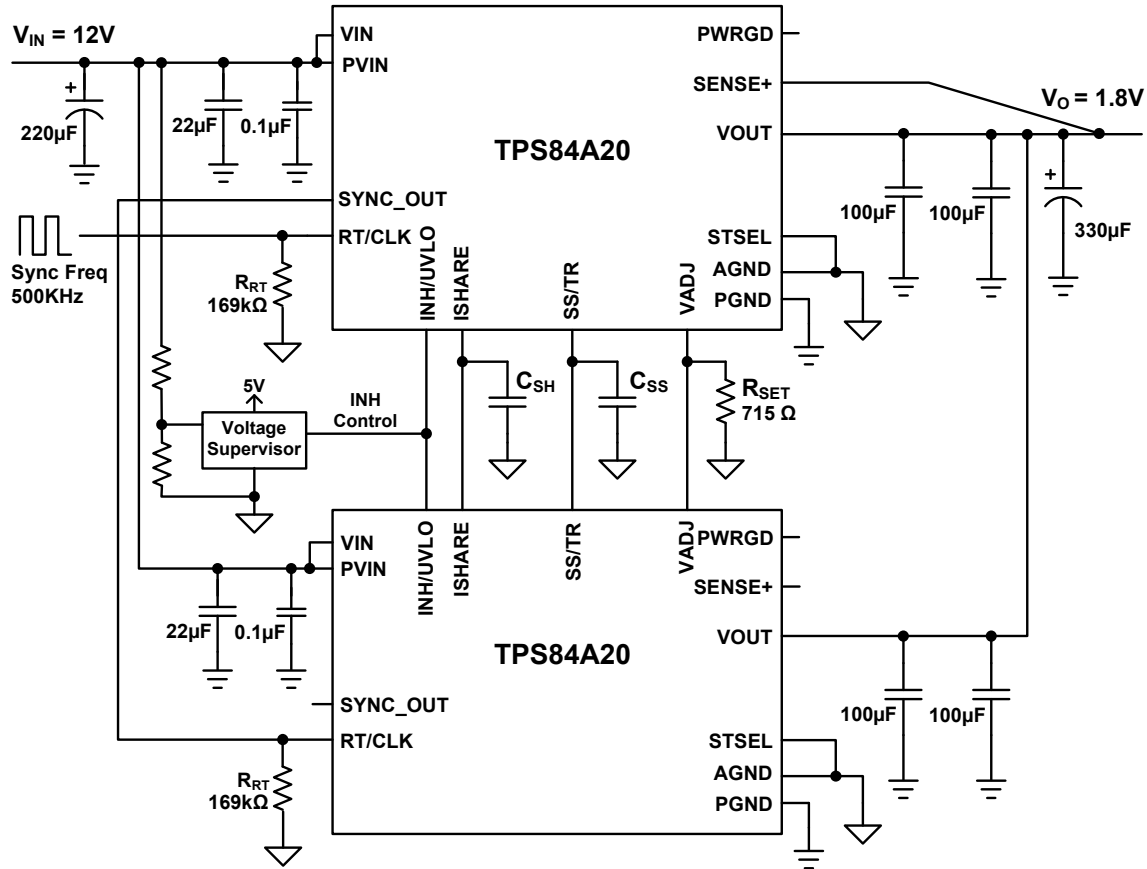 V_IN = 12V
VIN
PVIN
220µF
+
22µF
0.1µF
TPS84A20
PWRGD
SENSE+
VOUT
V_O = 1.8V
100µF
100µF
+
330µF
SYNC_OUT
RT/CLK
Sync Freq
500KHz
R_RT
169kΩ
INH/UVLO
ISHARE
SS/TR
VADJ
STSEL
AGND
PGND
5V
Voltage
Supervisor
INH
Control
C_SH
C_SS
R_SET
715 Ω
INH/UVLO
ISHARE
SS/TR
VADJ
VIN
PVIN
22µF
0.1µF
TPS84A20
PWRGD
SENSE+
VOUT
100µF
100µF
SYNC_OUT
RT/CLK
R_RT
169kΩ
STSEL
AGND
PGND